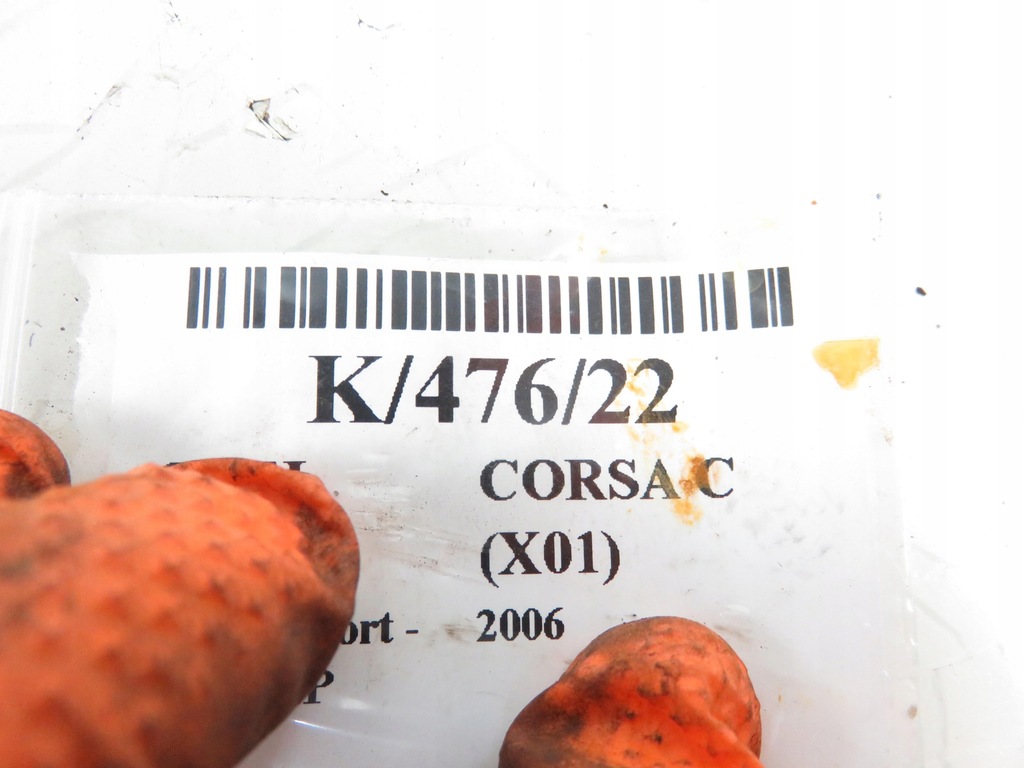 K/476/22
CORSA C
(X01)
- 2006